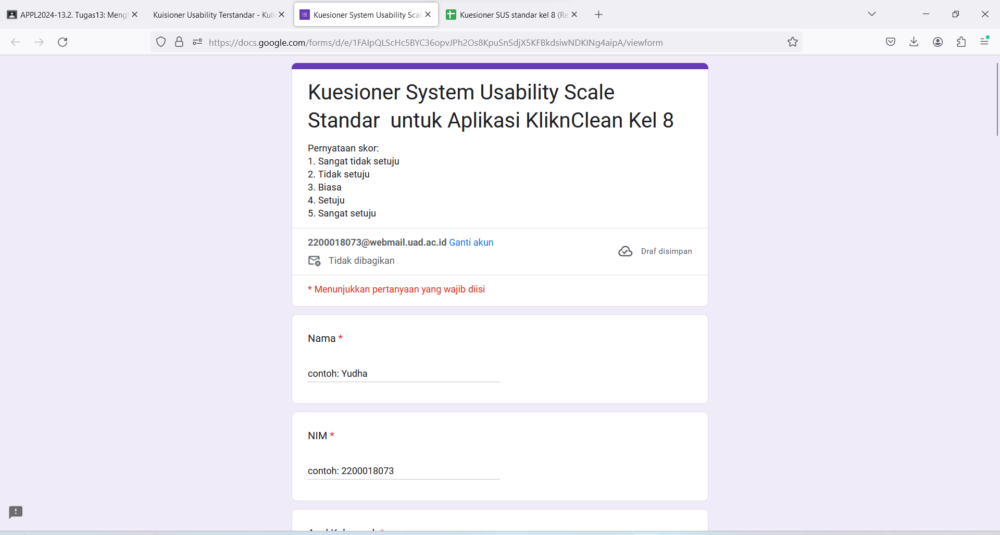 APPL2024-13.2. Tugas13: Mengh
Kuisioner Usability Terstandar - Kulia
Kuesioner System Usability Scal
Kuesioner SUS standar kel 8 (Re
https://docs.google.com/forms/d/e/1FAIpQLScHc5BYC36opvJPh2Os8KpuSnSdjX5KFBkdsiwNDKINg4aipA/viewform
Kuesioner System Usability Scale
Standar  untuk Aplikasi KliknClean Kel 8
Pernyataan skor:
1. Sangat tidak setuju
2. Tidak setuju
3. Biasa
4. Setuju
5. Sangat setuju
2200018073@webmail.uad.ac.id Ganti akun
Tidak dibagikan
Draf disimpan
* Menunjukkan pertanyaan yang wajib diisi
Nama *
contoh: Yudha
NIM *
contoh: 2200018073